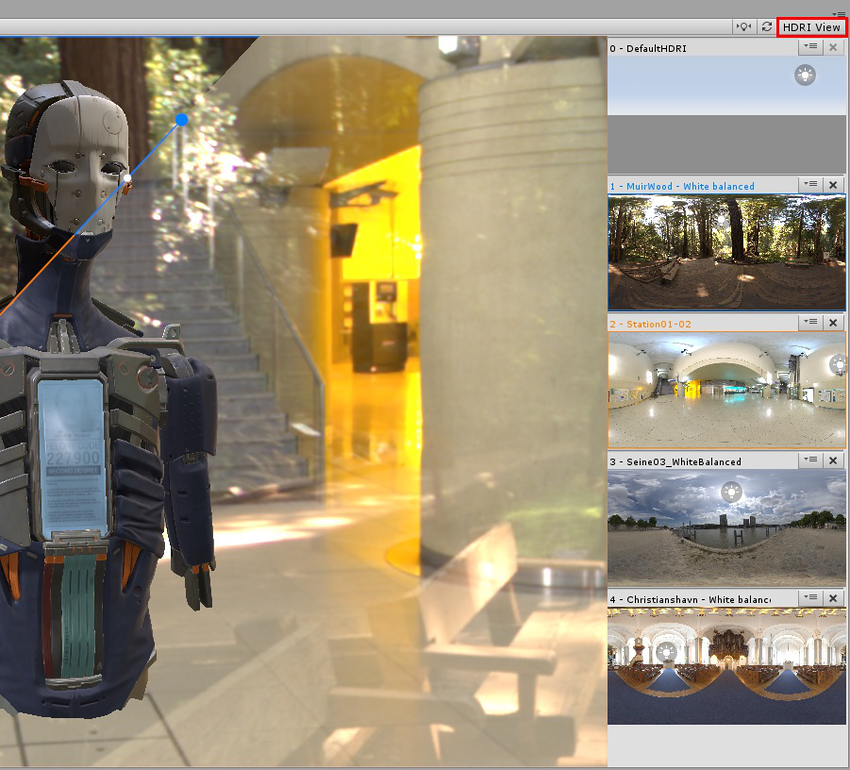 HDRI View
0 - DefaultHDRI
1 - MuirWood - White balanced
2 - Station01-02
3 - Seine03_WhiteBalanced
4 - Christianshavn - White balanc
227900